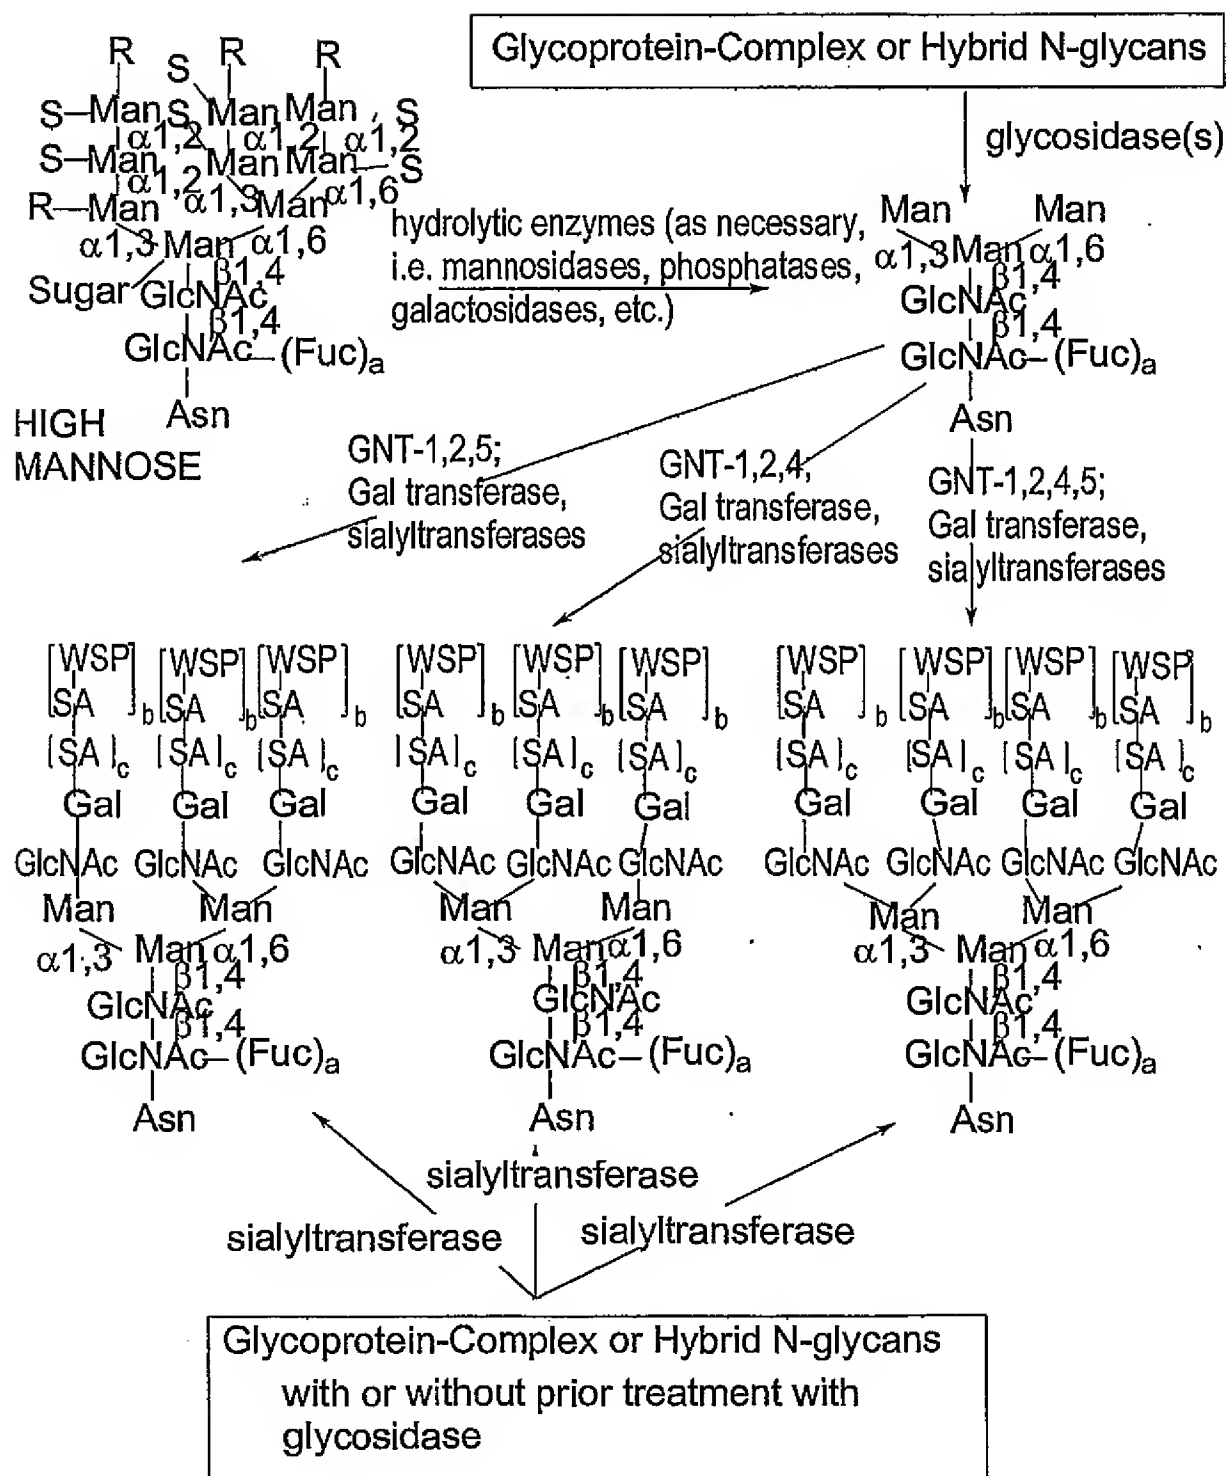 Glycoprotein-Complex or Hybrid N-glycans
R
S
R
R
S–Man
S
Man
Man
S
α1,2
α1,2
α1,2
S–Man
Man
Man
S
α1,2
α1,3
α1,6
R–Man
Man
α1,3
Man
α1,6
β1,4
Sugar
GlcNAc
β1,4
GlcNAc–(Fuc)a
Asn
HIGH
MANNOSE
glycosidase(s)
hydrolytic enzymes (as necessary,
i.e. mannosidases, phosphatases,
galactosidases, etc.)
Man Man
α1,3 Man α1,6
β1,4
GlcNAc
β1,4
GlcNAc–(Fuc)a
Asn
GNT-1,2,5;
Gal transferase,
sialyltransferases
GNT-1,2,4;
Gal transferase,
sialyltransferases
GNT-1,2,4,5;
Gal transferase,
sialyltransferases
[WSP [WSP] [WSP]
SA ]b [SA ]b [SA ]b
[SA]c [SA]c [SA]c
Gal Gal Gal
GlcNAc GlcNAc GlcNAc
Man Man
α1,3 Man α1,6
β1,4
GlcNAc
β1,4
GlcNAc–(Fuc)a
Asn
[WSP] [WSP] [WSP]
[SA ]b [SA ]b [SA ]b
[SA]c [SA]c [SA]c
Gal Gal Gal
GlcNAc GlcNAc GlcNAc
Man Man
α1,3 Man α1,6
β1,4
GlcNAc
β1,4
GlcNAc–(Fuc)a
Asn
[WSP] [WSP] [WSP] [WSP]
[SA ]b [SA ]b [SA ]b [SA ]b
[SA]c [SA]c [SA]c [SA]c
Gal Gal Gal Gal
GlcNAc GlcNAc GlcNAc GlcNAc
Man Man
α1,3 Man α1,6
β1,4
GlcNAc
β1,4
GlcNAc–(Fuc)a
Asn
sialyltransferase
sialyltransferase
sialyltransferase
Glycoprotein-Complex or Hybrid N-glycans
with or without prior treatment with
glycosidase